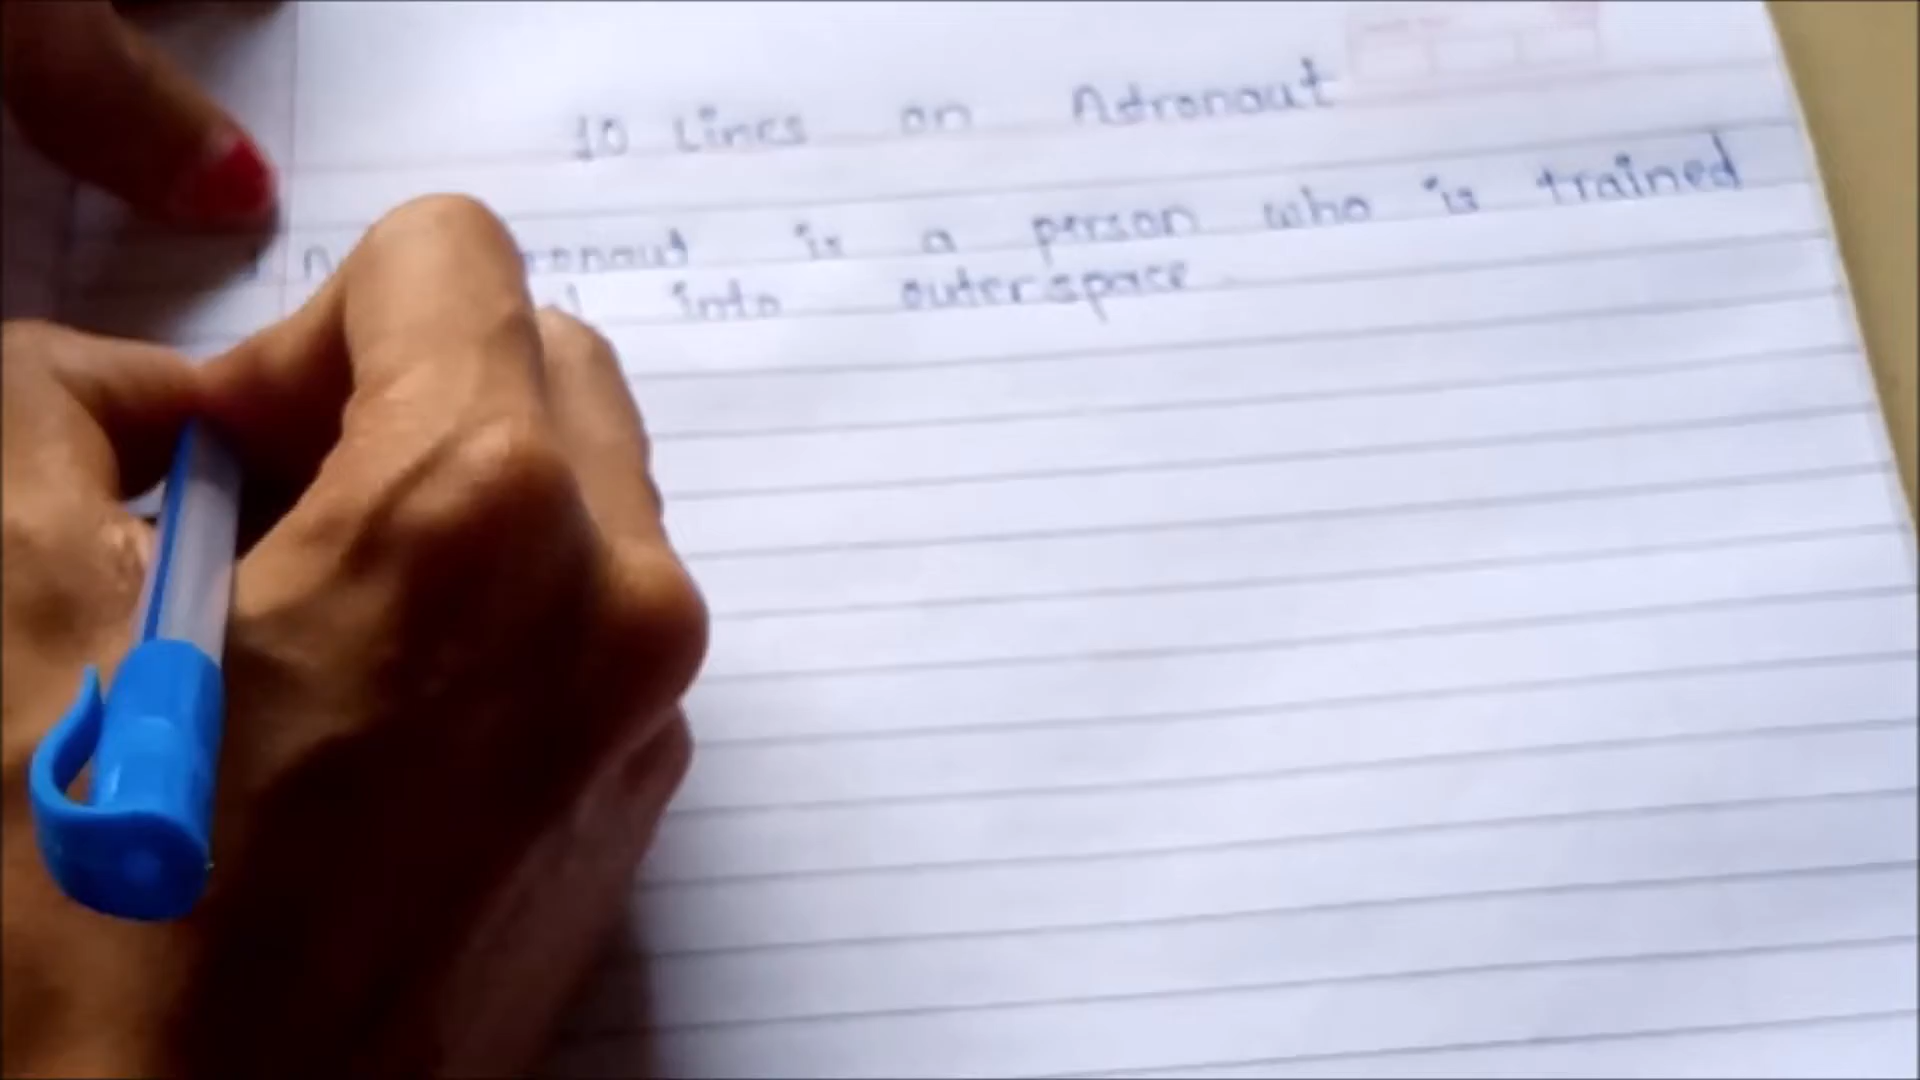 10 Lines on Astronaut
is a person who is trained
into outerspace